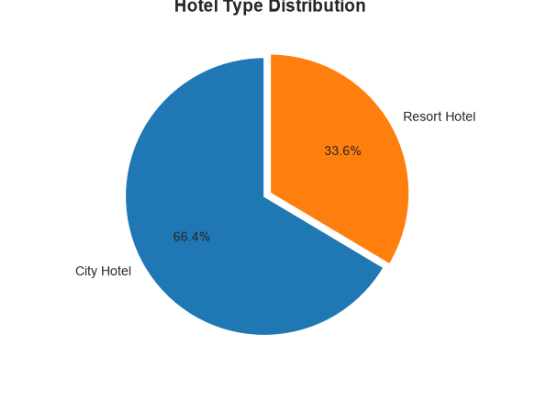 Hotel Type Distribution
Resort Hotel
33.6%
66.4%
City Hotel